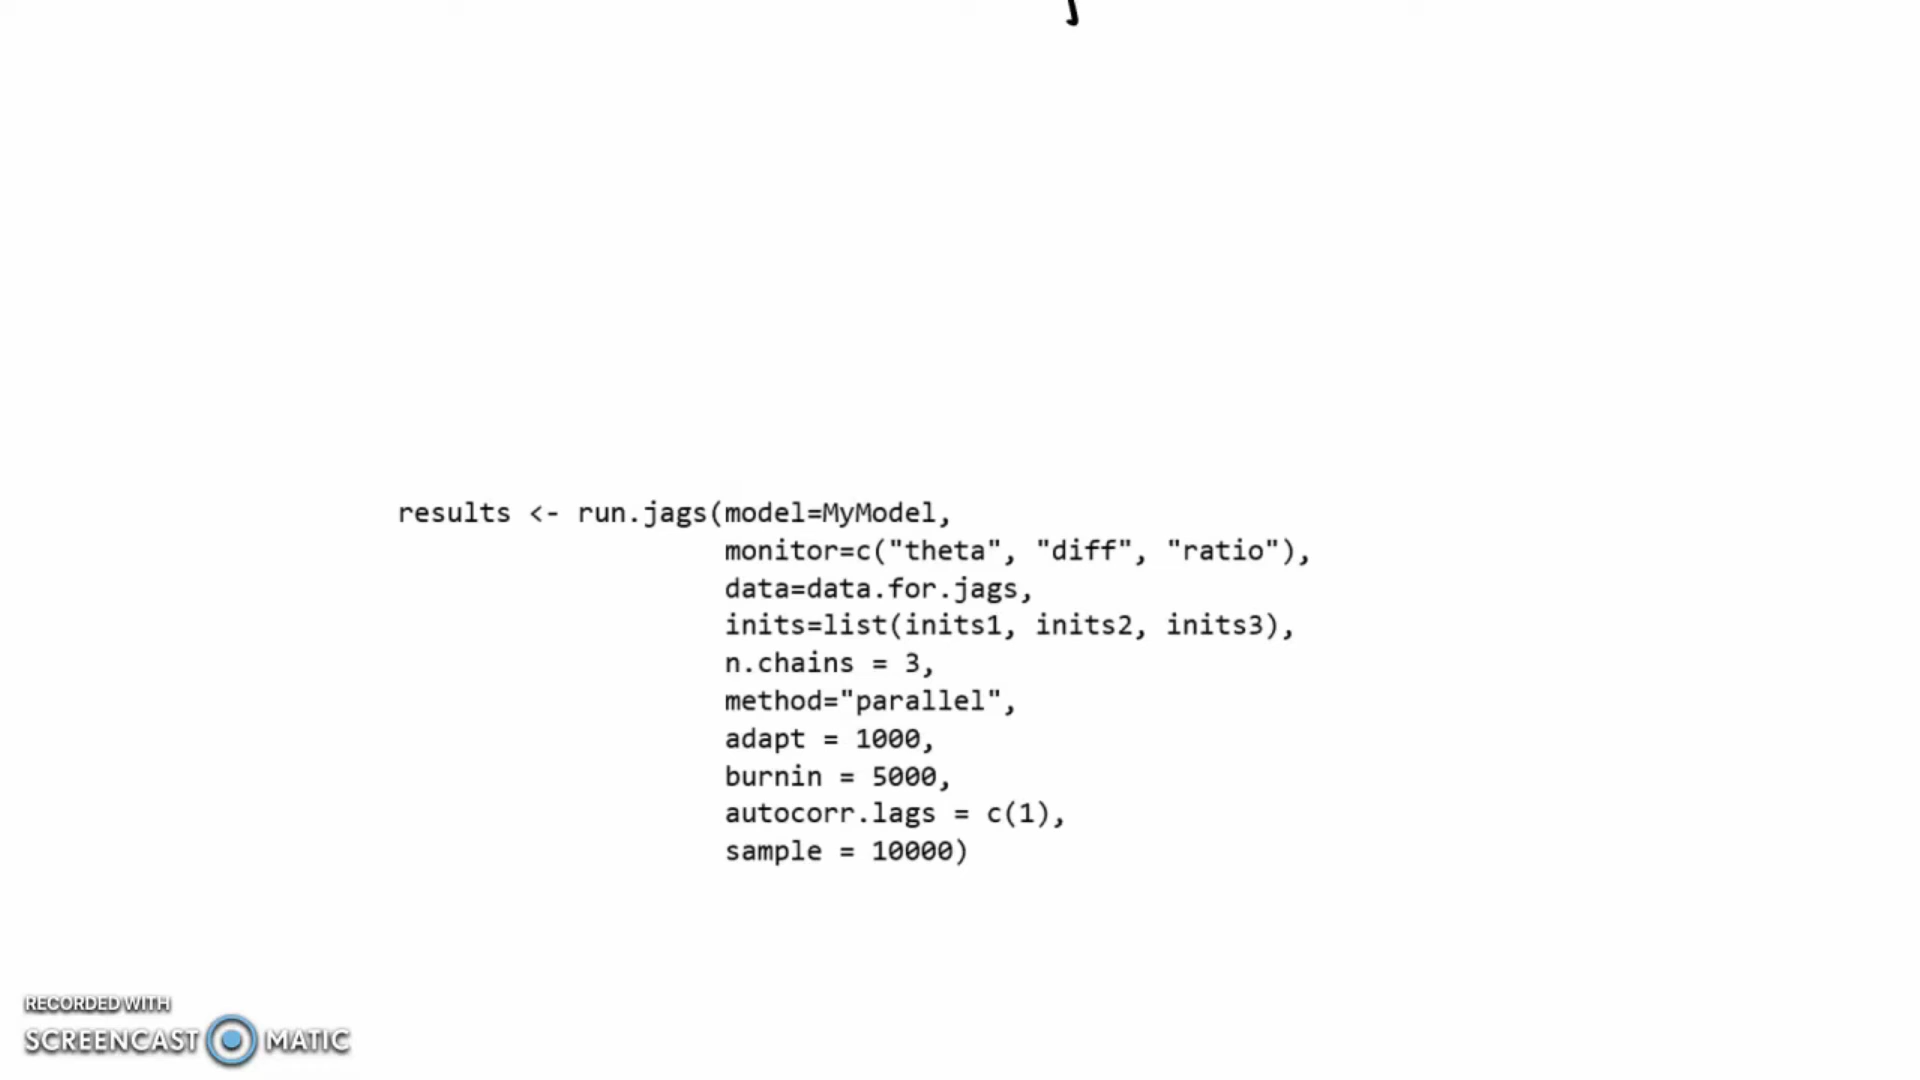 results <- run.jags(model=MyModel,
monitor=c("theta", "diff", "ratio"),
data=data.for.jags,
inits=list(inits1, inits2, inits3),
n.chains = 3,
method="parallel",
adapt = 1000,
burnin = 5000,
autocorr.lags = c(1),
sample = 10000)
RECORDED WITH
SCREENCAST MATIC